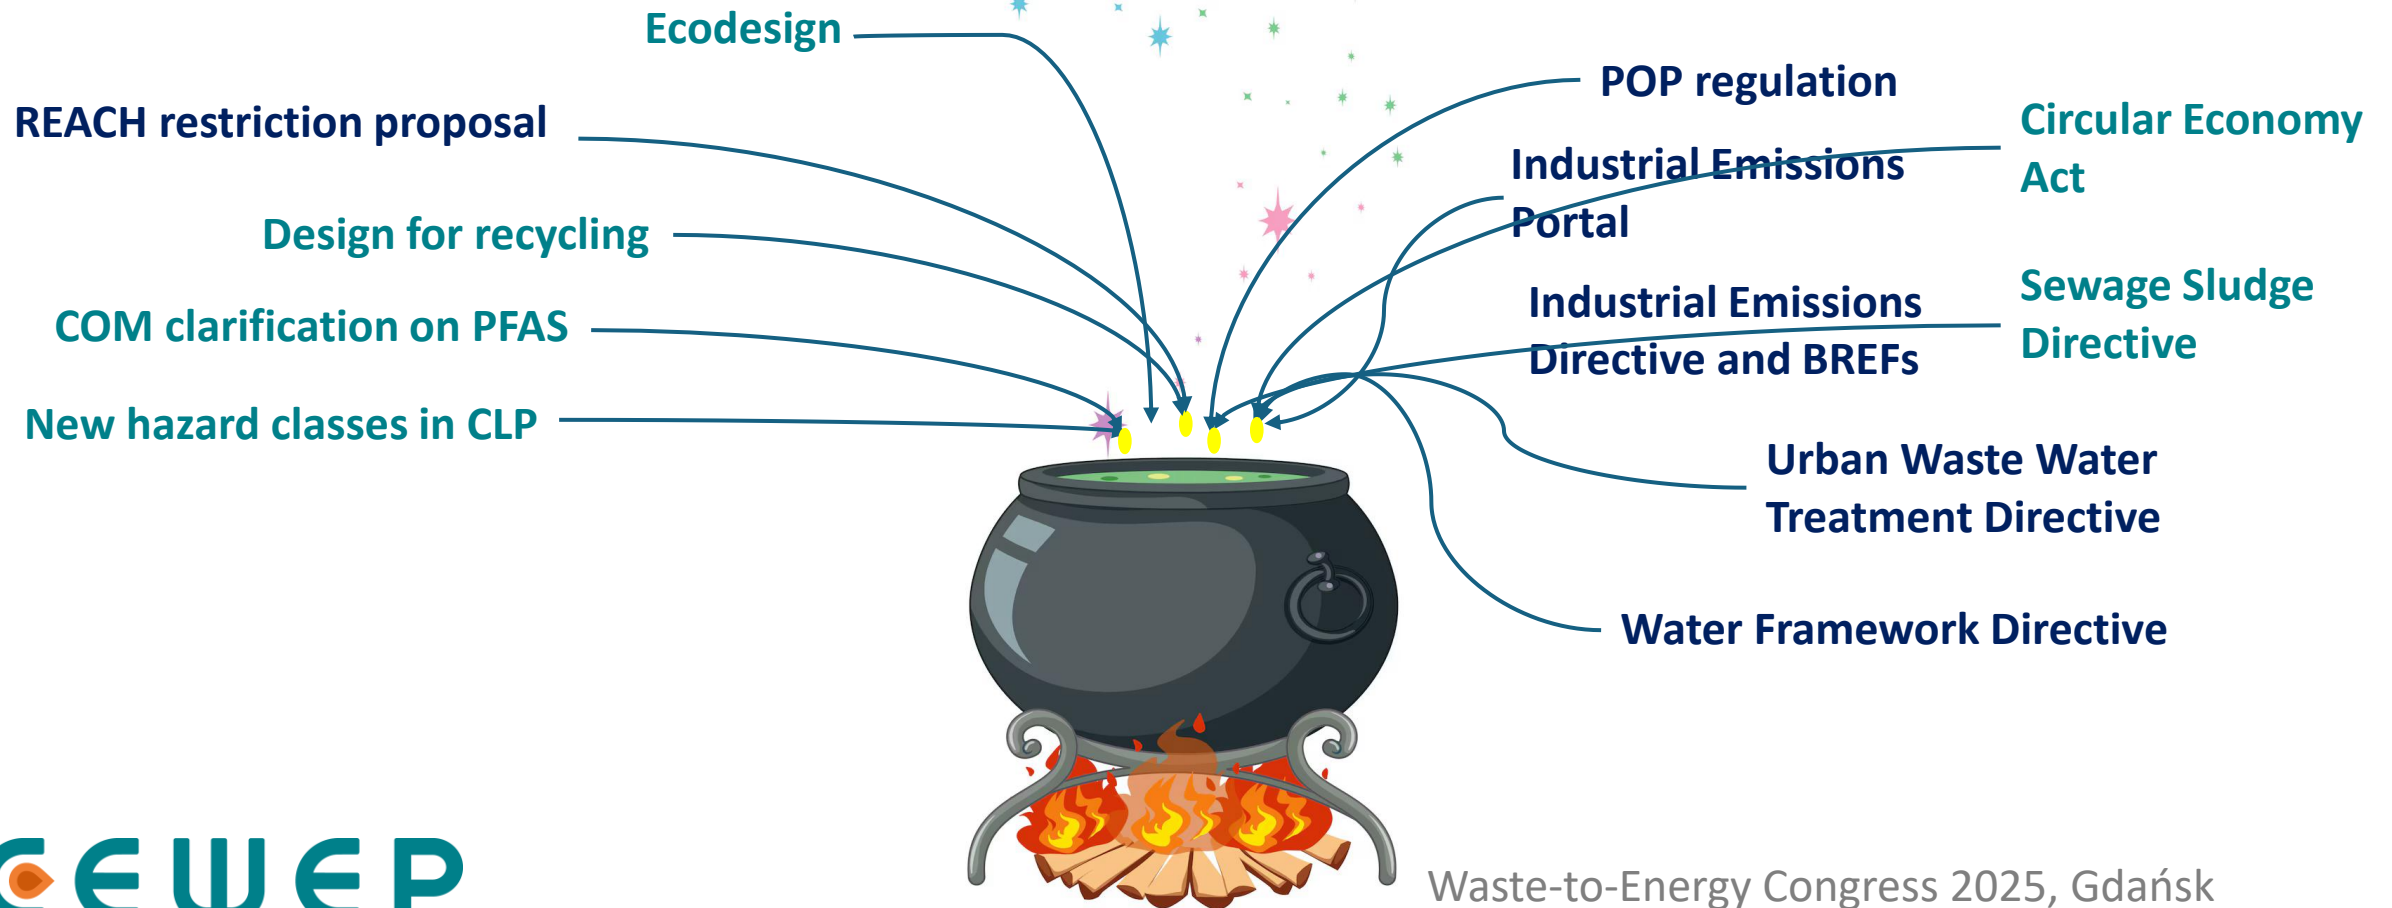 Ecodesign
REACH restriction proposal
Design for recycling
COM clarification on PFAS
New hazard classes in CLP
POP regulation
Industrial Emissions
Portal
Circular Economy
Act
Industrial Emissions
Directive and BREFs
Sewage Sludge
Directive
Urban Waste Water
Treatment Directive
Water Framework Directive
CEWEP
Waste-to-Energy Congress 2025, Gdańsk